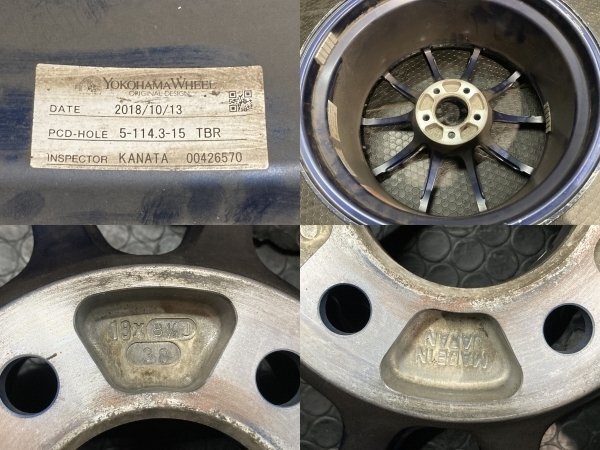 YOKOHAMA WHEEL
ORIGINAL DESIGN
DATE 2018/10/13
PCD-HOLE 5-114.3-15 TBR
INSPECTOR KANATA 00426570
38
MADE IN
JAPAN